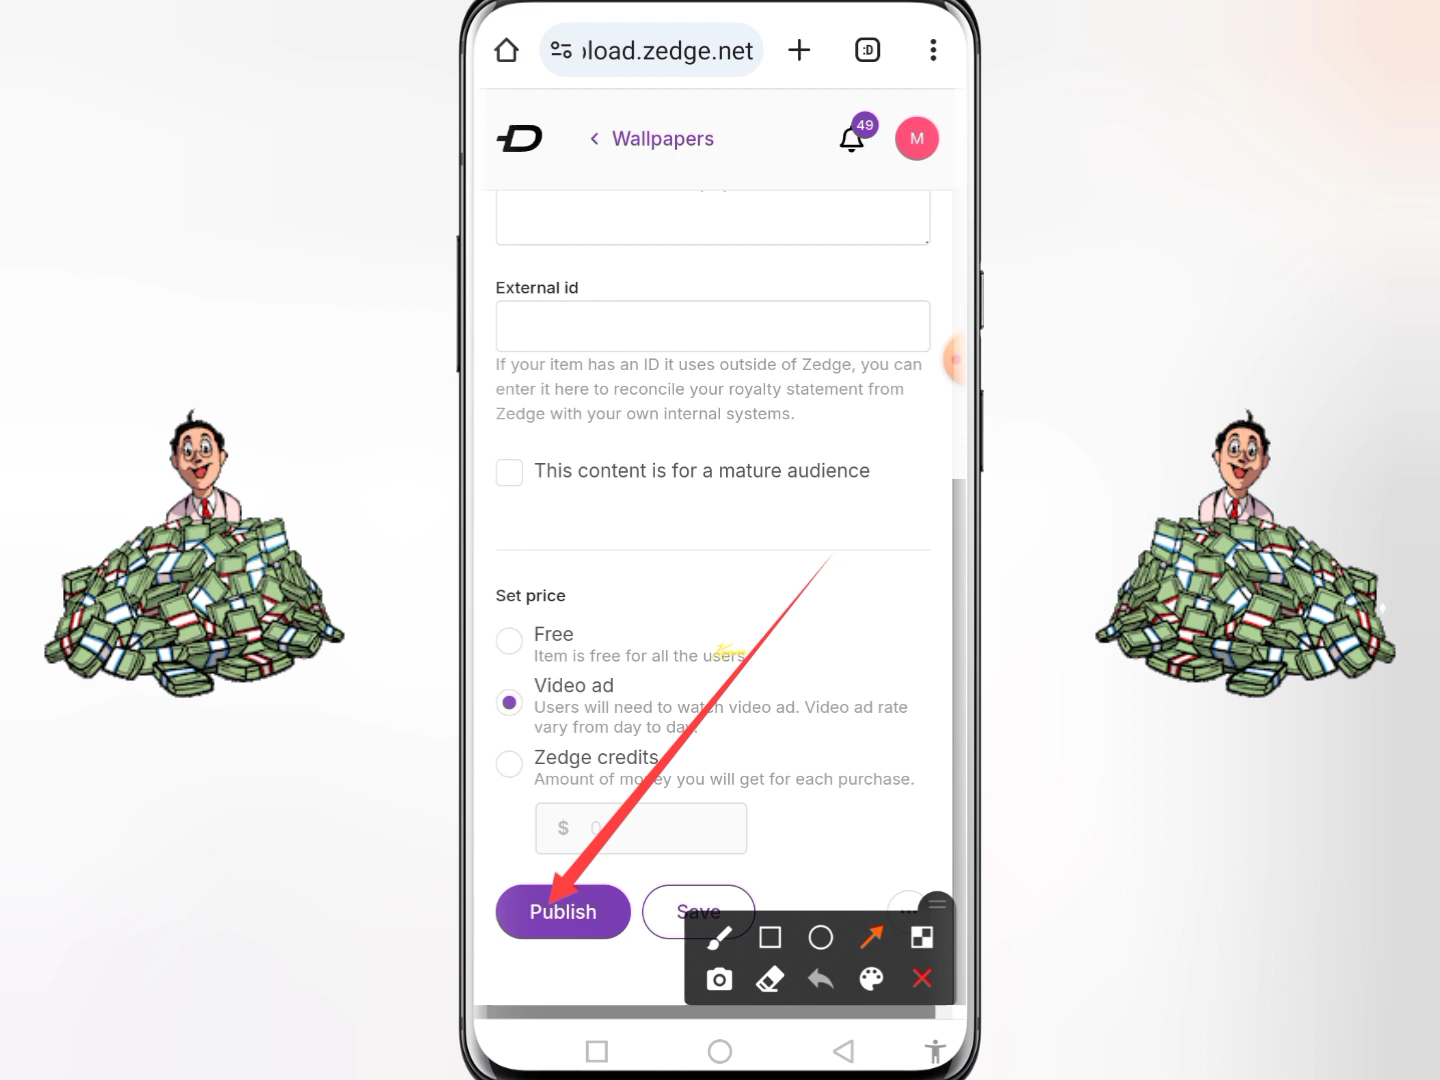 load.zedge.net
:D
Wallpapers
49
M
External id
If your item has an ID it uses outside of Zedge, you can
enter it here to reconcile your royalty statement from
Zedge with your own internal systems.
This content is for a mature audience
Set price
Free
Item is free for all the users
Video ad
Users will need to watch video ad. Video ad rate
vary from day to day.
Zedge credits
Amount of money you will get for each purchase.
$ 0
Publish
Save